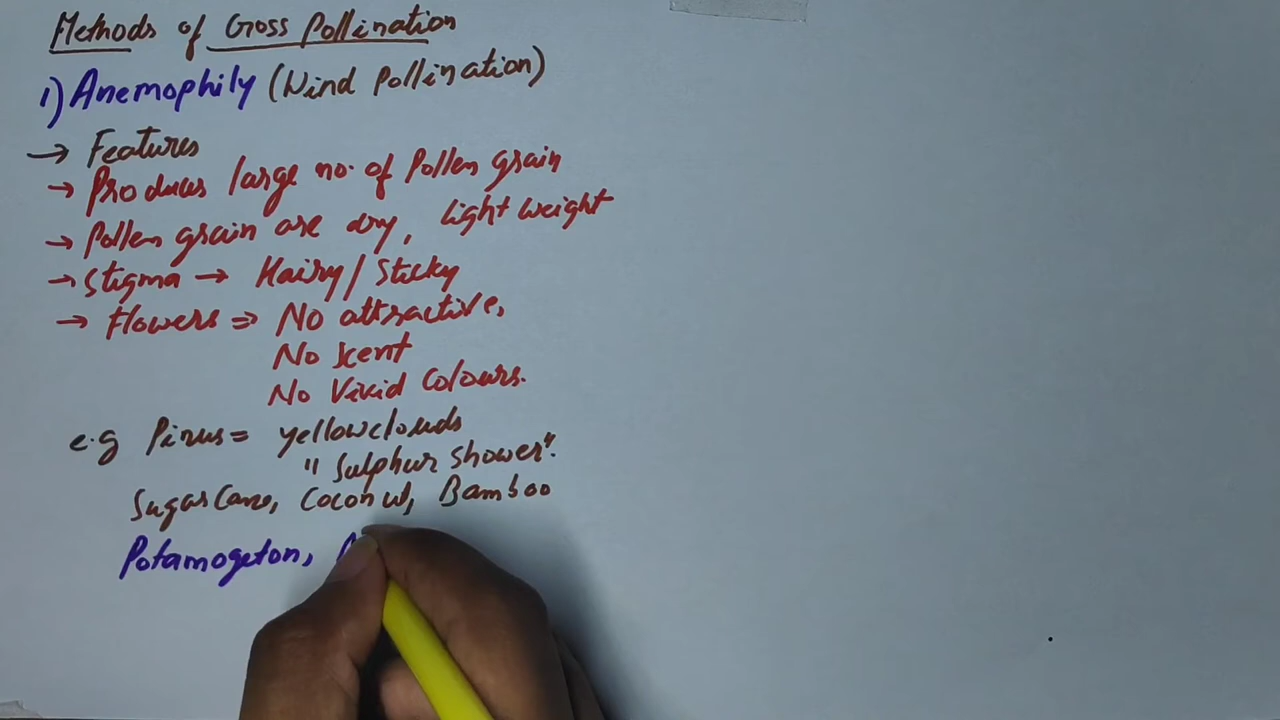 Methods of Cross Pollination
1) Anemophily (Wind Pollination)
→ Features
→ Produces large no. of Pollen grain
→ Pollen grain are dry, light weight
→ Stigma → Hairy/Sticky
→ Flowers ⇒ No attractive,
No Scent
No Vivid Colours.
e.g Pinus = yellow clouds
"Sulphur shower".
SugarCane, Coconut, Bamboo
Potamogeton,